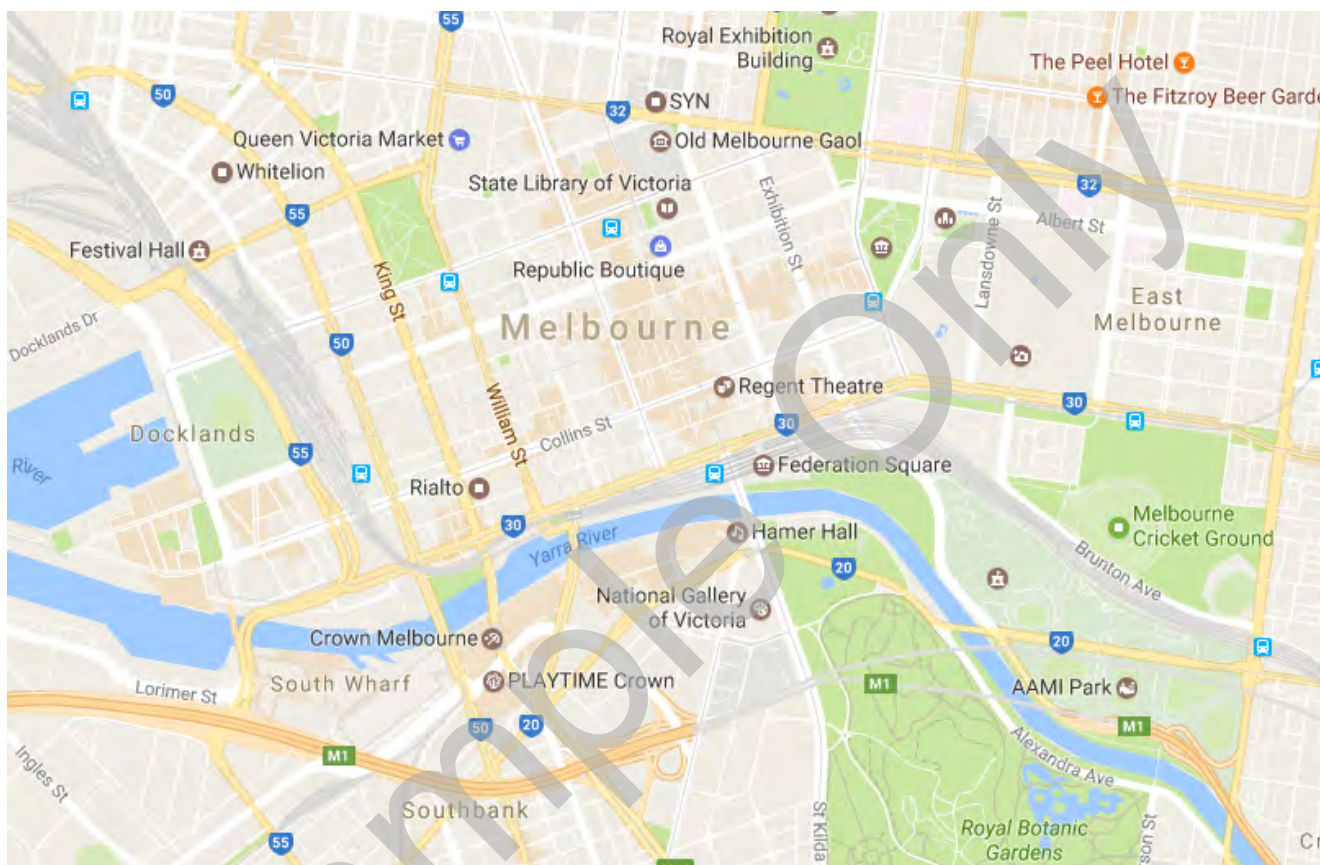 55
Royal Exhibition
Building
The Peel Hotel
The Fitzroy Beer Garde
50
SYN
32
Queen Victoria Market
Old Melbourne Gaol
Whitelion
State Library of Victoria
32
55
Exhibition St
Albert St
Lansdowne St
Festival Hall
Republic Boutique
King St
East
Melbourne
Docklands Dr
Melbourne
50
Regent Theatre
William St
30
30
Docklands
Collins St
55
River
Federation Square
Rialto
30
Yarra River
Hamer Hall
Melbourne
Cricket Ground
20
Brunton Ave
National Gallery
of Victoria
Crown Melbourne
20
South Wharf
PLAYTIME Crown
M1
AAMI Park
Lorimer St
50
20
M1
M1
Alexandra Ave
Ingles St
Southbank
St Kilda
Royal Botanic
Gardens
son St
55
Cr
mple Only